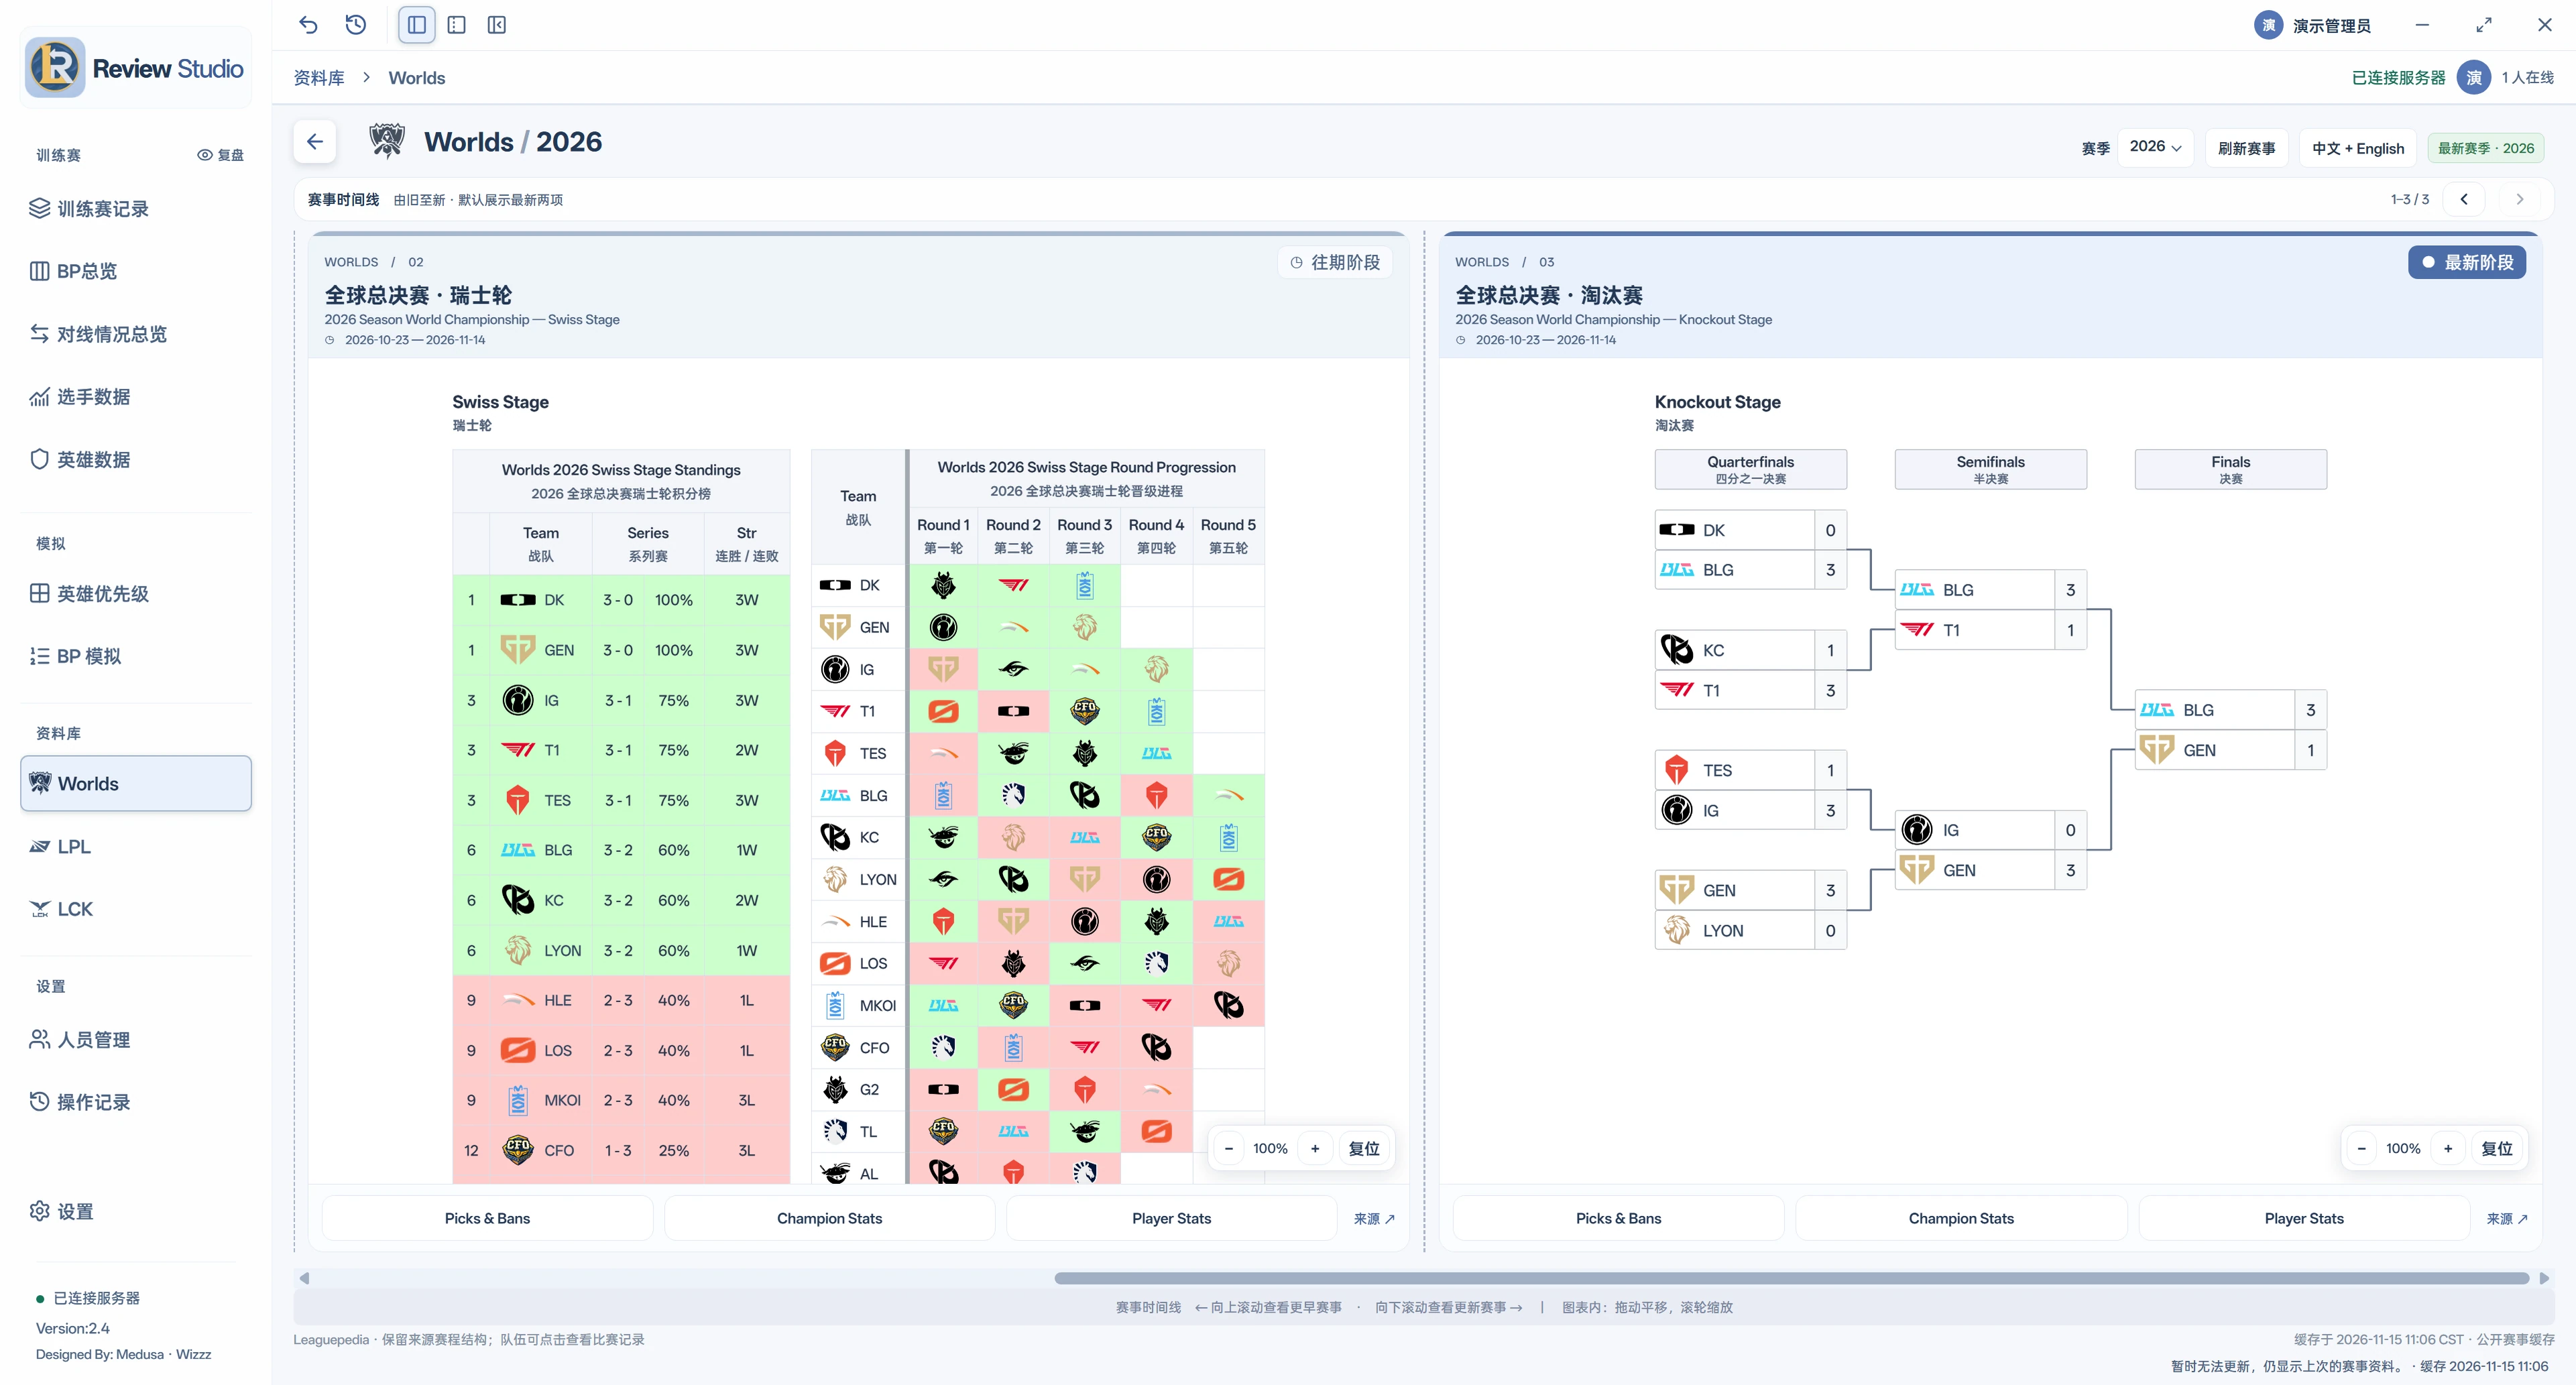 演 演示管理员
Review Studio
资料库 > Worlds
已连接服务器 演 1 人在线
训练赛 复盘
训练赛记录
BP总览
对线情况总览
选手数据
英雄数据
模拟
英雄优先级
BP 模拟
资料库
Worlds
LPL
LCK
设置
人员管理
操作记录
设置
已连接服务器
Version:2.4
Designed By: Medusa · Wizzz
Worlds / 2026
赛季 2026 刷新赛事 中文 + English 最新赛季 · 2026
赛事时间线 由旧至新 · 默认展示最新两项
1–3 / 3
WORLDS / 02
往期阶段
全球总决赛 · 瑞士轮
2026 Season World Championship — Swiss Stage
2026-10-23 — 2026-11-14
Swiss Stage
瑞士轮
Worlds 2026 Swiss Stage Standings
2026 全球总决赛瑞士轮积分榜
Team Series Str
战队 系列赛 连胜 / 连败
1 DK 3 - 0 100% 3W
1 GEN 3 - 0 100% 3W
3 IG 3 - 1 75% 3W
3 T1 3 - 1 75% 2W
3 TES 3 - 1 75% 3W
6 BLG 3 - 2 60% 1W
6 KC 3 - 2 60% 2W
6 LYON 3 - 2 60% 1W
9 HLE 2 - 3 40% 1L
9 LOS 2 - 3 40% 1L
9 MKOI 2 - 3 40% 3L
12 CFO 1 - 3 25% 3L
Team
战队
Worlds 2026 Swiss Stage Round Progression
2026 全球总决赛瑞士轮晋级进程
Round 1 Round 2 Round 3 Round 4 Round 5
第一轮 第二轮 第三轮 第四轮 第五轮
DK
GEN
IG
T1
TES
BLG
KC
LYON
HLE
LOS
MKOI
CFO
G2
TL
AL
− 100% + 复位
Picks & Bans Champion Stats Player Stats 来源 ↗
WORLDS / 03
最新阶段
全球总决赛 · 淘汰赛
2026 Season World Championship — Knockout Stage
2026-10-23 — 2026-11-14
Knockout Stage
淘汰赛
Quarterfinals
四分之一决赛
Semifinals
半决赛
Finals
决赛
DK 0
BLG 3
KC 1
T1 3
TES 1
IG 3
GEN 3
LYON 0
BLG 3
T1 1
IG 0
GEN 3
BLG 3
GEN 1
− 100% + 复位
Picks & Bans Champion Stats Player Stats 来源 ↗
赛事时间线 ← 向上滚动查看更早赛事 · 向下滚动查看更新赛事 → | 图表内：拖动平移，滚轮缩放
Leaguepedia · 保留来源赛程结构；队伍可点击查看比赛记录
缓存于 2026-11-15 11:06 CST · 公开赛事缓存
暂时无法更新，仍显示上次的赛事资料。 · 缓存 2026-11-15 11:06